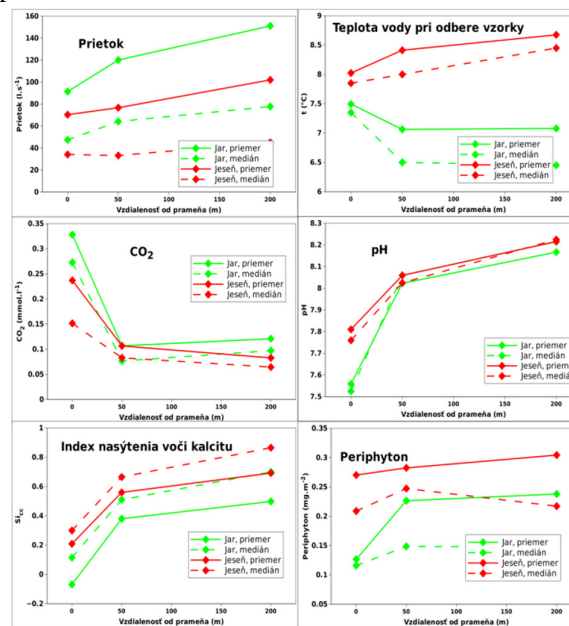 Prietok
Prietok (l.s⁻¹)
160
140
120
100
80
60
40
20
0
Jar, priemer
Jar, medián
Jeseň, priemer
Jeseň, medián
0 50 100 150 200
Vzdialenosť od prameňa (m)
Teplota vody pri odbere vzorky
t (°C)
9
8.5
8
7.5
7
6.5
6
Jar, priemer
Jar, medián
Jeseň, priemer
Jeseň, medián
0 50 100 150 200
Vzdialenosť od prameňa (m)
CO₂
CO₂ (mmol.l⁻¹)
0.35
0.3
0.25
0.2
0.15
0.1
0.05
0
Jar, priemer
Jar, medián
Jeseň, priemer
Jeseň, medián
0 50 100 150 200
Vzdialenosť od prameňa (m)
pH
pH
8.3
8.2
8.1
8
7.9
7.8
7.7
7.6
7.5
Jar, priemer
Jar, medián
Jeseň, priemer
Jeseň, medián
0 50 100 150 200
Vzdialenosť od prameňa (m)
Index nasýtenia voči kalcitu
Si꜀꜀
1
0.8
0.6
0.4
0.2
0
−0.2
Jar, priemer
Jar, medián
Jeseň, priemer
Jeseň, medián
0 50 100 150 200
Vzdialenosť od prameňa (m)
Periphyton
Periphyton (mg.m⁻²)
0.35
0.3
0.25
0.2
0.15
0.1
0.05
Jar, priemer
Jar, medián
Jeseň, priemer
Jeseň, medián
0 50 100 150 200
Vzdialenosť od prameňa (m)